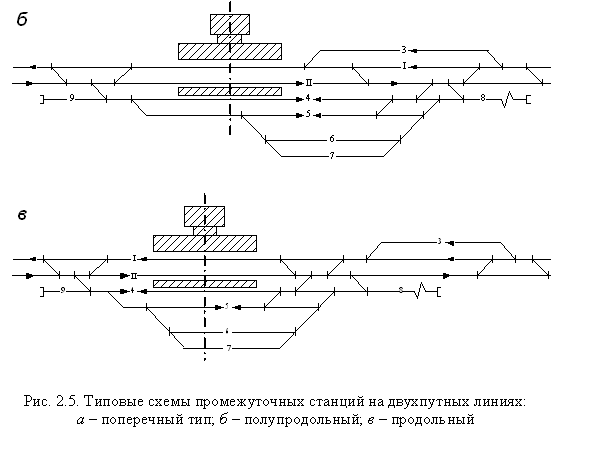 б
3
I
II
9
4
8
5
6
7
в
3
I
II
9
4
8
5
6
7
Рис. 2.5. Типовые схемы промежуточных станций на двухпутных линиях:
а – поперечный тип; б – полупродольный; в – продольный